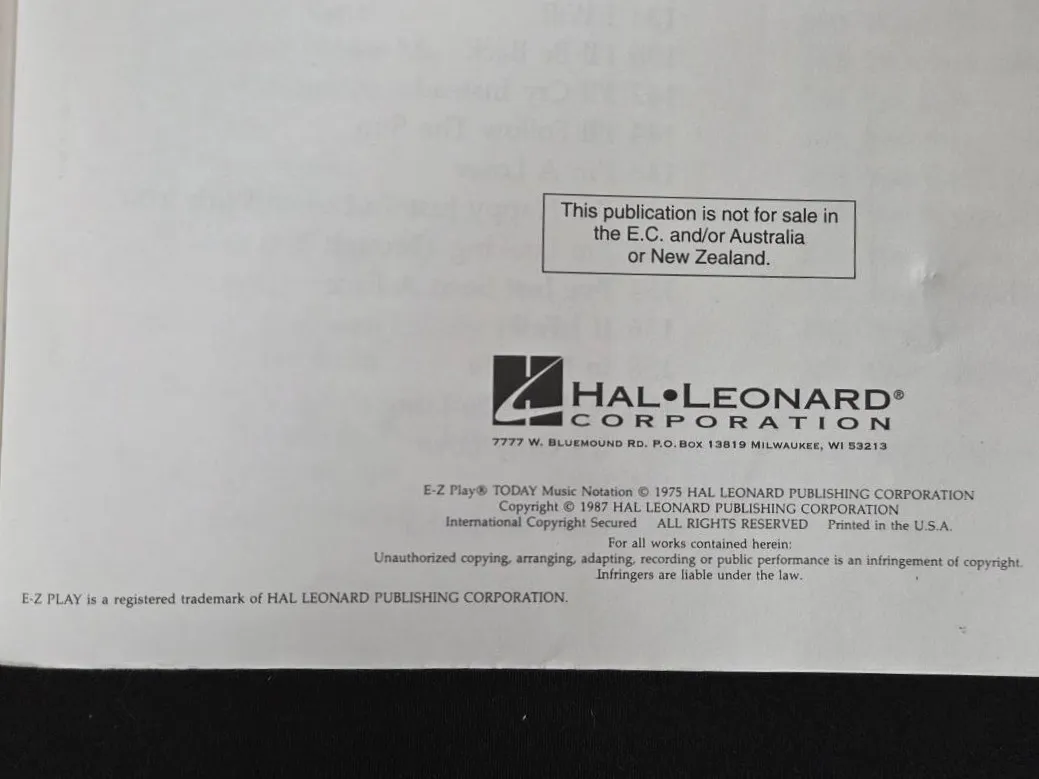 This publication is not for sale in
the E.C. and/or Australia
or New Zealand.
HAL•LEONARD®
CORPORATION
7777 W. BLUEMOUND RD. P.O. BOX 13819 MILWAUKEE, WI 53213
E-Z Play® TODAY Music Notation © 1975 HAL LEONARD PUBLISHING CORPORATION
Copyright © 1987 HAL LEONARD PUBLISHING CORPORATION
International Copyright Secured ALL RIGHTS RESERVED Printed in the U.S.A.
For all works contained herein:
Unauthorized copying, arranging, adapting, recording or public performance is an infringement of copyright.
Infringers are liable under the law.
E-Z PLAY is a registered trademark of HAL LEONARD PUBLISHING CORPORATION.